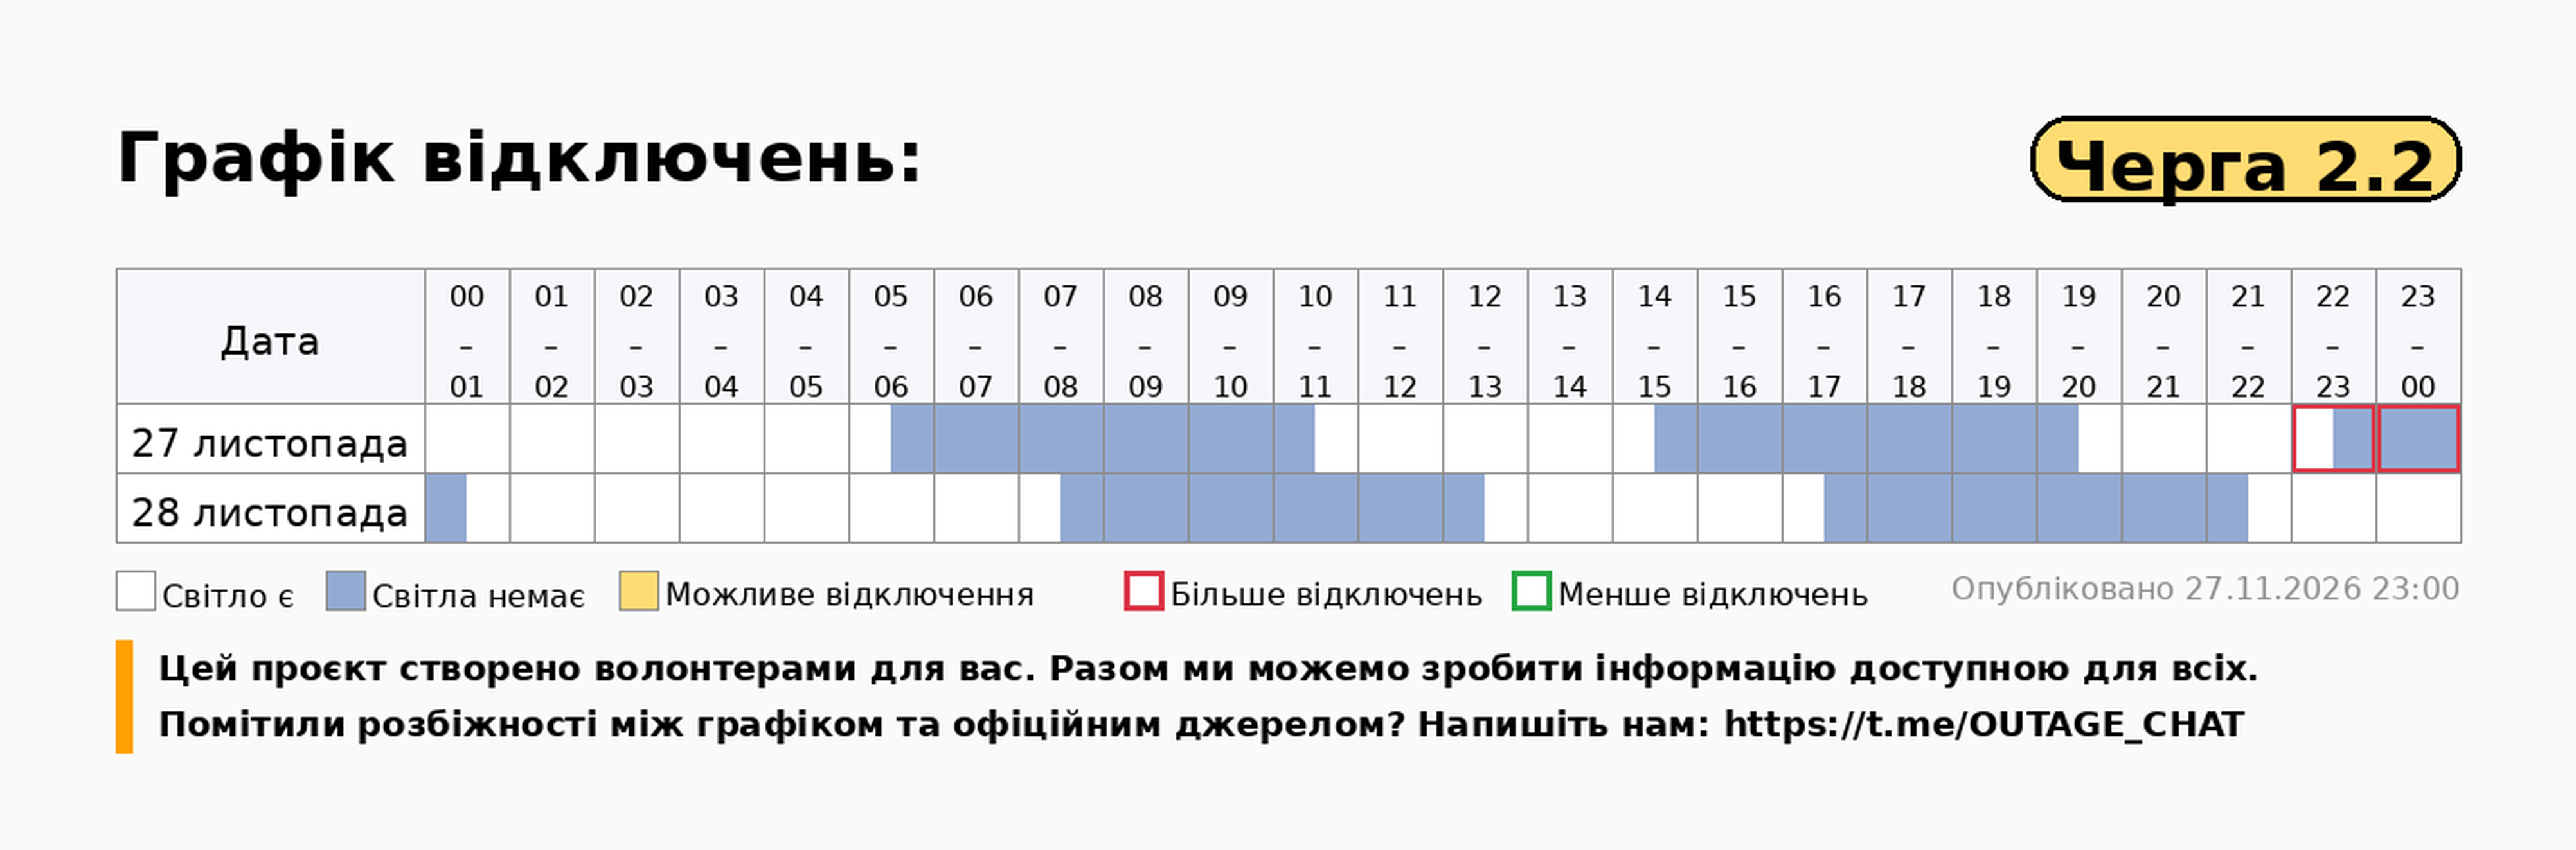 Графік відключень:
Черга 2.2
Дата
00 – 01
01 – 02
02 – 03
03 – 04
04 – 05
05 – 06
06 – 07
07 – 08
08 – 09
09 – 10
10 – 11
11 – 12
12 – 13
13 – 14
14 – 15
15 – 16
16 – 17
17 – 18
18 – 19
19 – 20
20 – 21
21 – 22
22 – 23
23 – 00
27 листопада
28 листопада
Світло є
Світла немає
Можливе відключення
Більше відключень
Менше відключень
Опубліковано 27.11.2026 23:00
Цей проєкт створено волонтерами для вас. Разом ми можемо зробити інформацію доступною для всіх.
Помітили розбіжності між графіком та офіційним джерелом? Напишіть нам: https://t.me/OUTAGE_CHAT